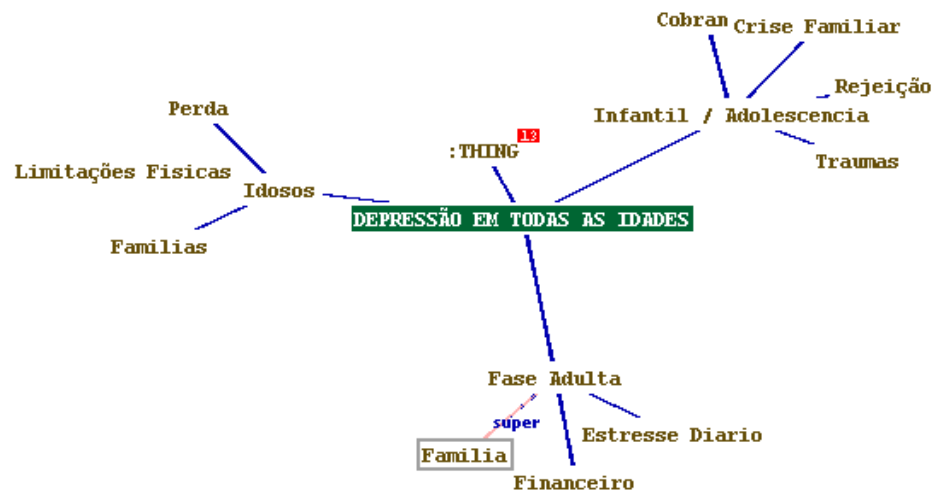 Cobran
Crise Familiar
Rejeição
Infantil / Adolescencia
Traumas
Perda
13
:THING
Limitações Fisicas
Idosos
DEPRESSÃO EM TODAS AS IDADES
Familias
Fase Adulta
super
Estresse Diario
Familia
Financeiro